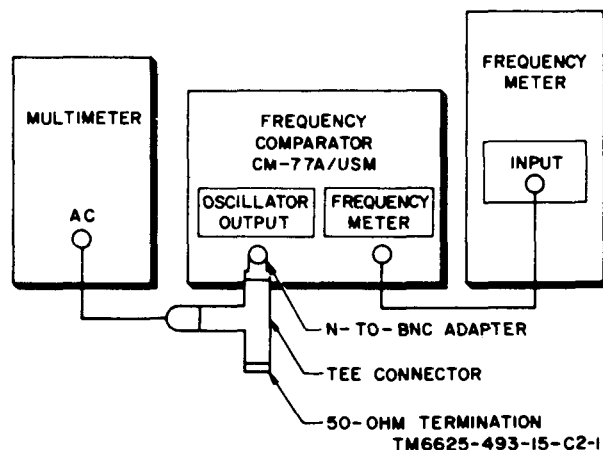 MULTIMETER
AC
FREQUENCY
COMPARATOR
CM-77A/USM
OSCILLATOR
OUTPUT
FREQUENCY
METER
FREQUENCY
METER
INPUT
N-TO-BNC ADAPTER
TEE CONNECTOR
50-OHM TERMINATION
TM6625-493-15-C2-1